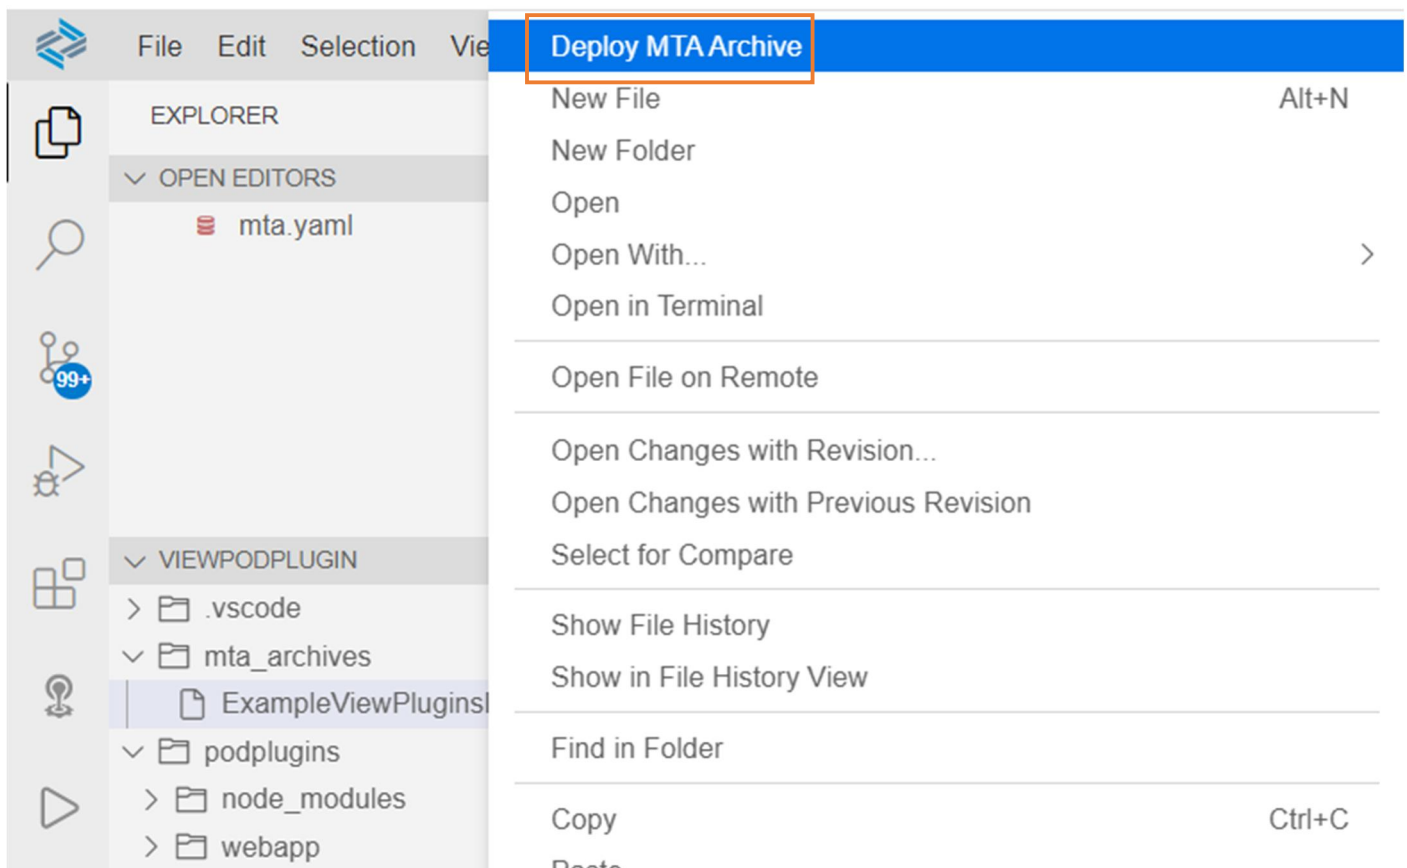 File Edit Selection Vie
EXPLORER
OPEN EDITORS
mta.yaml
99+
VIEWPODPLUGIN
.vscode
mta_archives
ExampleViewPlugins
podplugins
node_modules
webapp
Deploy MTA Archive
New File Alt+N
New Folder
Open
Open With...
Open in Terminal
Open File on Remote
Open Changes with Revision...
Open Changes with Previous Revision
Select for Compare
Show File History
Show in File History View
Find in Folder
Copy Ctrl+C
Paste